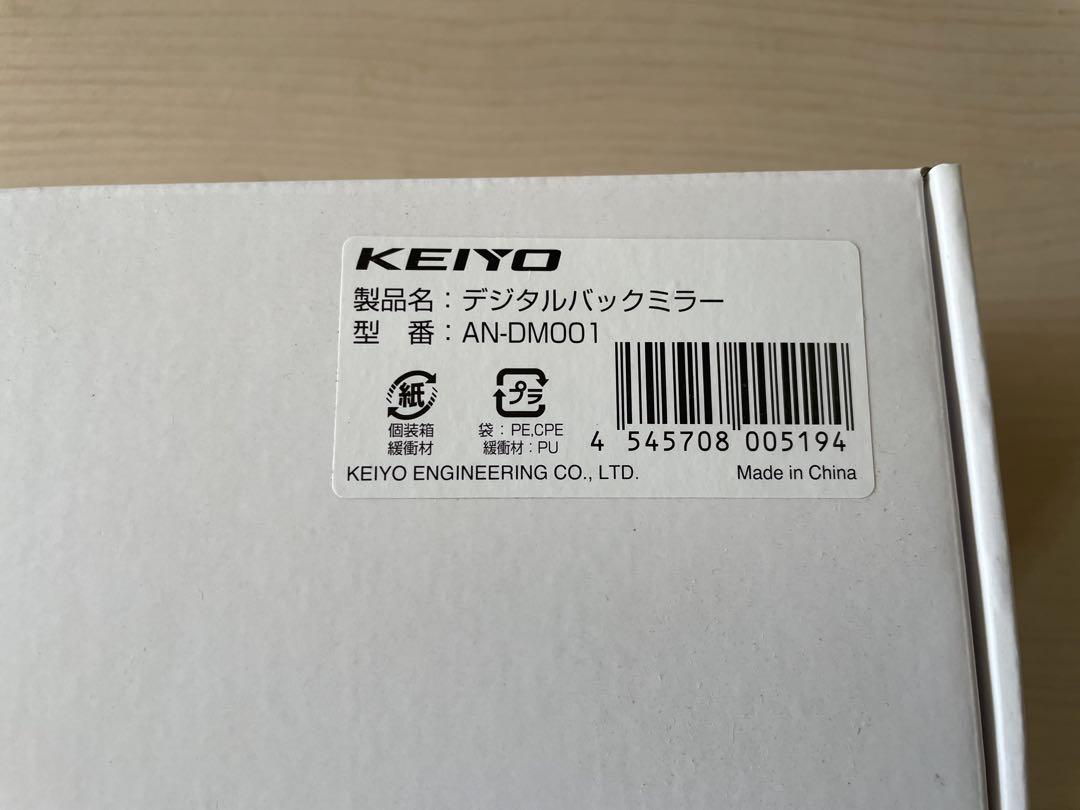 KEIYO
製品名：デジタルバックミラー
型　番：AN-DM001
紙
個装箱
緩衝材
プラ
袋：PE,CPE
緩衝材：PU
4 545708 005194
KEIYO ENGINEERING CO., LTD.
Made in China